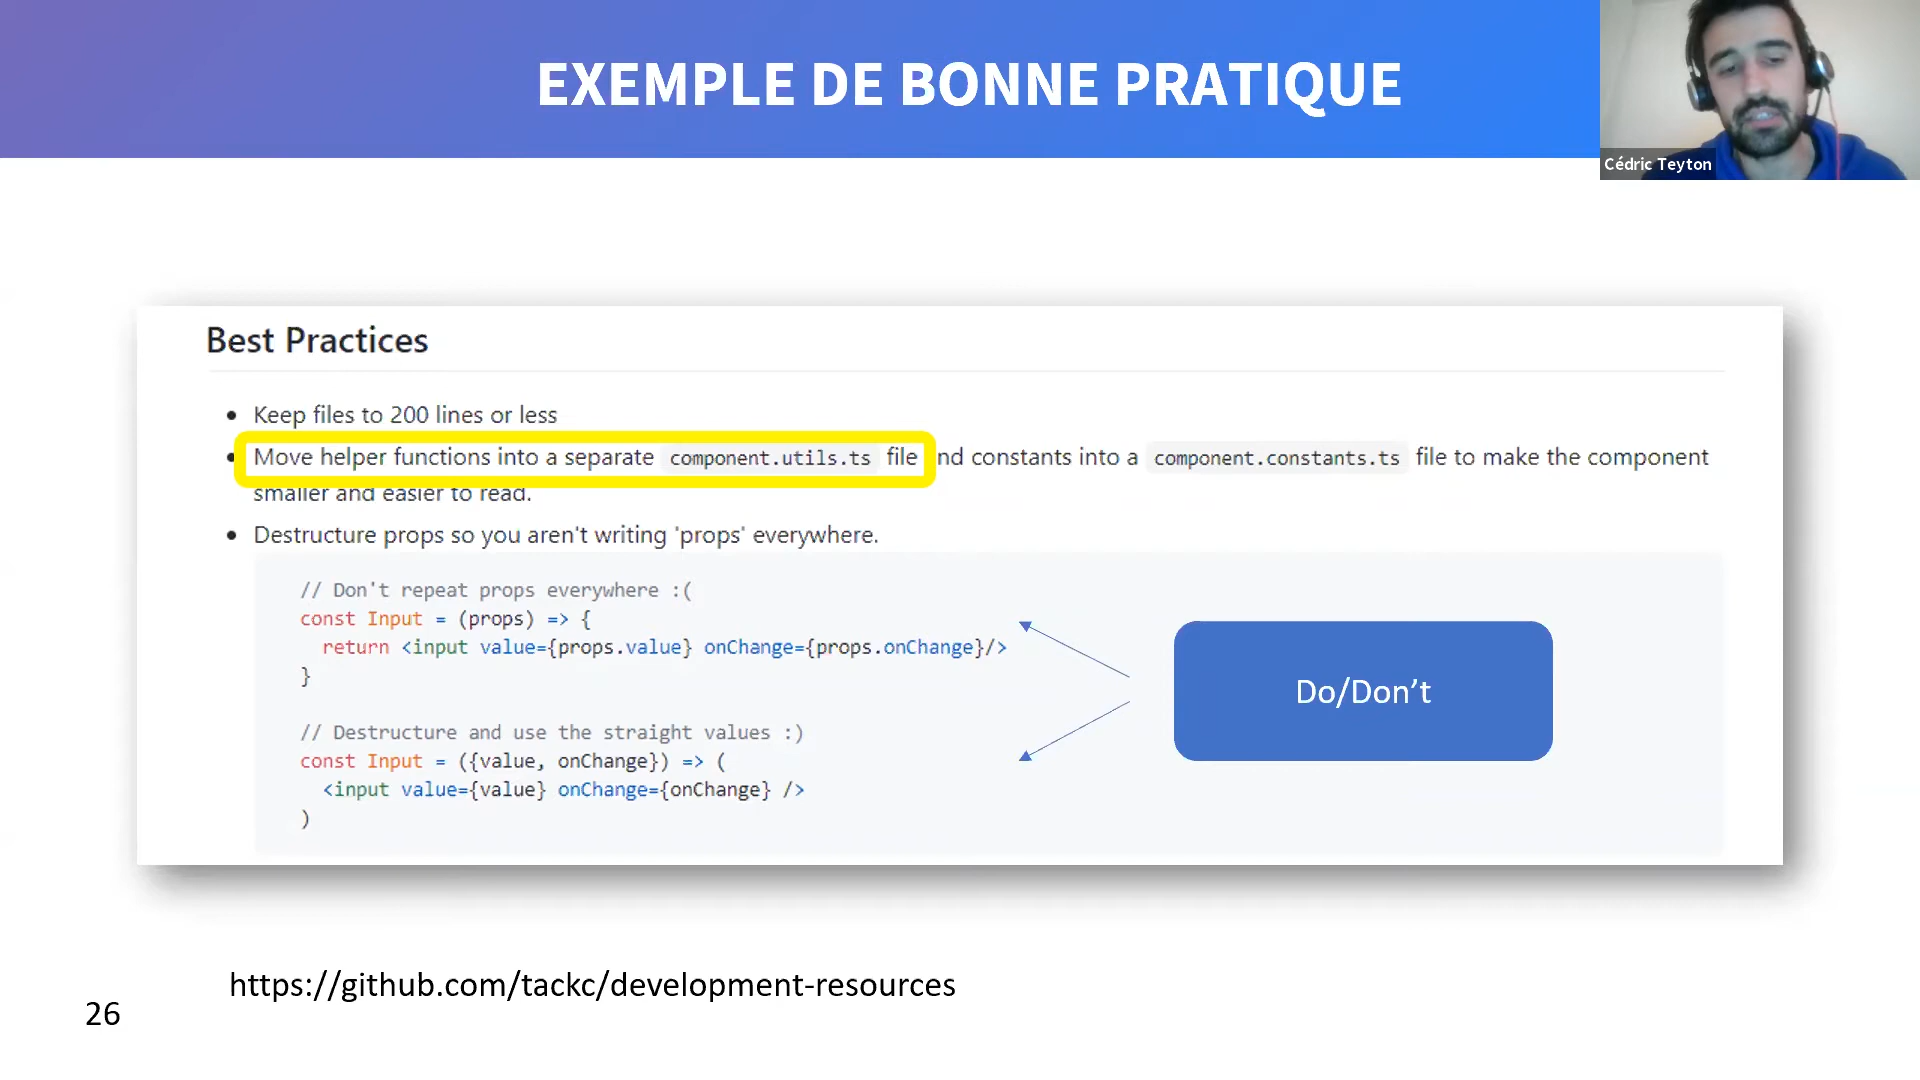 EXEMPLE DE BONNE PRATIQUE
Cédric Teyton
Best Practices
• Keep files to 200 lines or less
• Move helper functions into a separate component.utils.ts file nd constants into a component.constants.ts file to make the component
smaller and easier to read.
• Destructure props so you aren't writing 'props' everywhere.
// Don't repeat props everywhere :(
const Input = (props) => {
return <input value={props.value} onChange={props.onChange}/>
}
// Destructure and use the straight values :)
const Input = ({value, onChange}) => (
<input value={value} onChange={onChange} />
)
Do/Don’t
https://github.com/tackc/development-resources
26